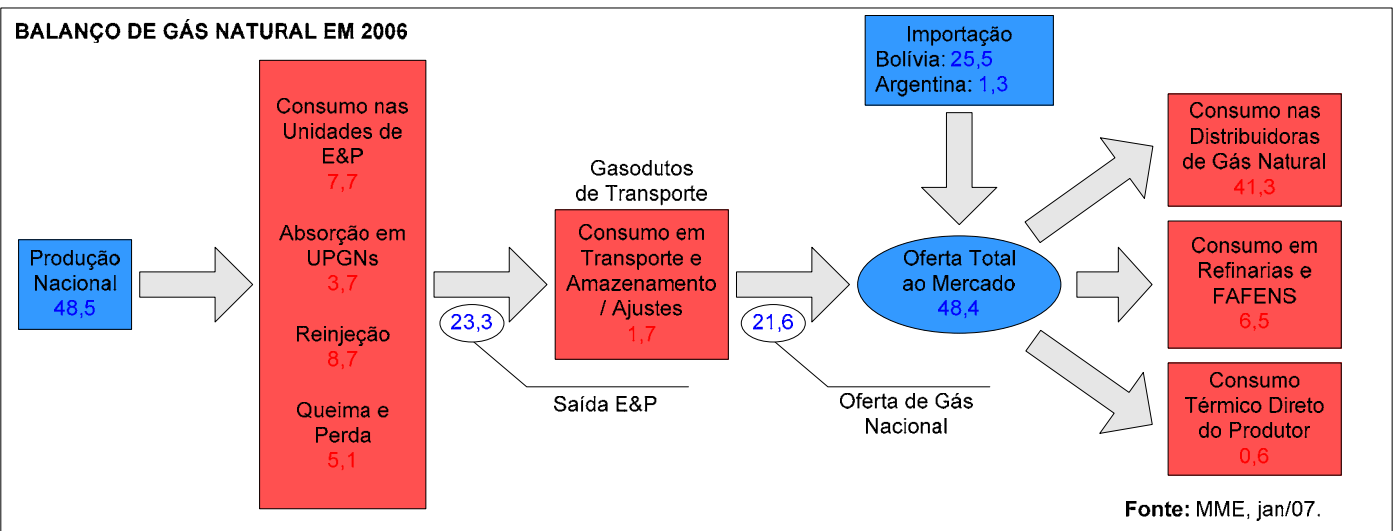 BALANÇO DE GÁS NATURAL EM 2006
Produção
Nacional
48,5
Consumo nas
Unidades de
E&P
7,7
Absorção em
UPGNs
3,7
Reinjeção
8,7
Queima e
Perda
5,1
23,3
Saída E&P
Gasodutos
de Transporte
Consumo em
Transporte e
Amazenamento
/ Ajustes
1,7
21,6
Oferta de Gás
Nacional
Importação
Bolívia: 25,5
Argentina: 1,3
Oferta Total
ao Mercado
48,4
Consumo nas
Distribuidoras
de Gás Natural
41,3
Consumo em
Refinarias e
FAFENS
6,5
Consumo
Térmico Direto
do Produtor
0,6
Fonte: MME, jan/07.